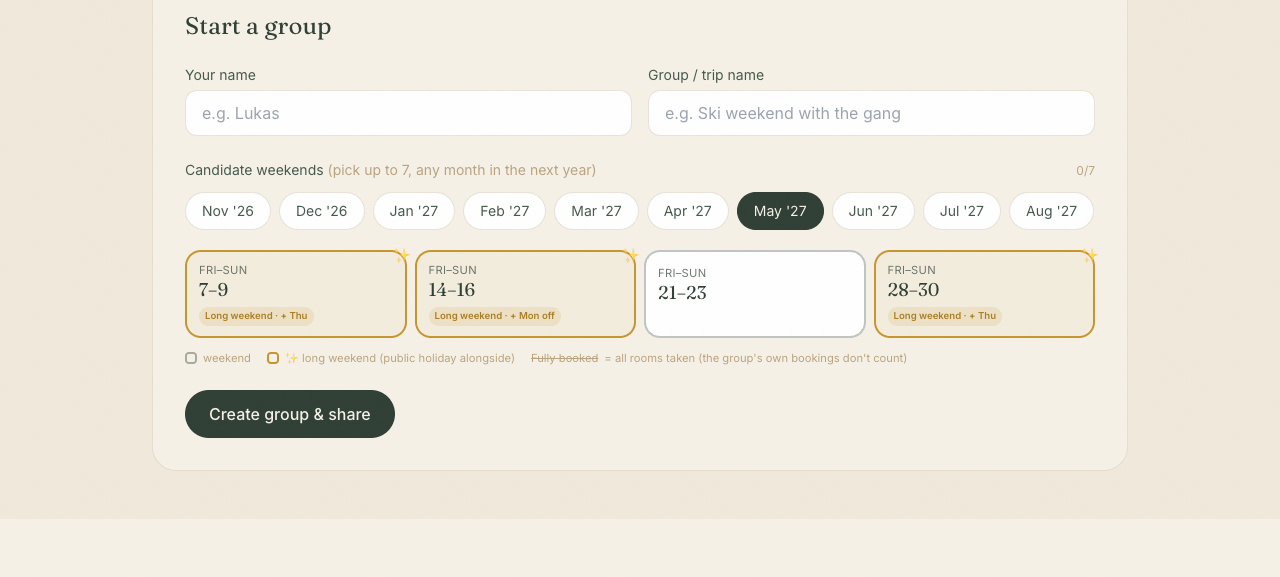 Start a group
Your name
Group / trip name
e.g. Lukas
e.g. Ski weekend with the gang
Candidate weekends (pick up to 7, any month in the next year)
0/7
Nov '26
Dec '26
Jan '27
Feb '27
Mar '27
Apr '27
May '27
Jun '27
Jul '27
Aug '27
FRI–SUN
7–9
Long weekend · + Thu
FRI–SUN
14–16
Long weekend · + Mon off
FRI–SUN
21–23
FRI–SUN
28–30
Long weekend · + Thu
weekend
✨ long weekend (public holiday alongside)
Fully booked = all rooms taken (the group's own bookings don't count)
Create group & share